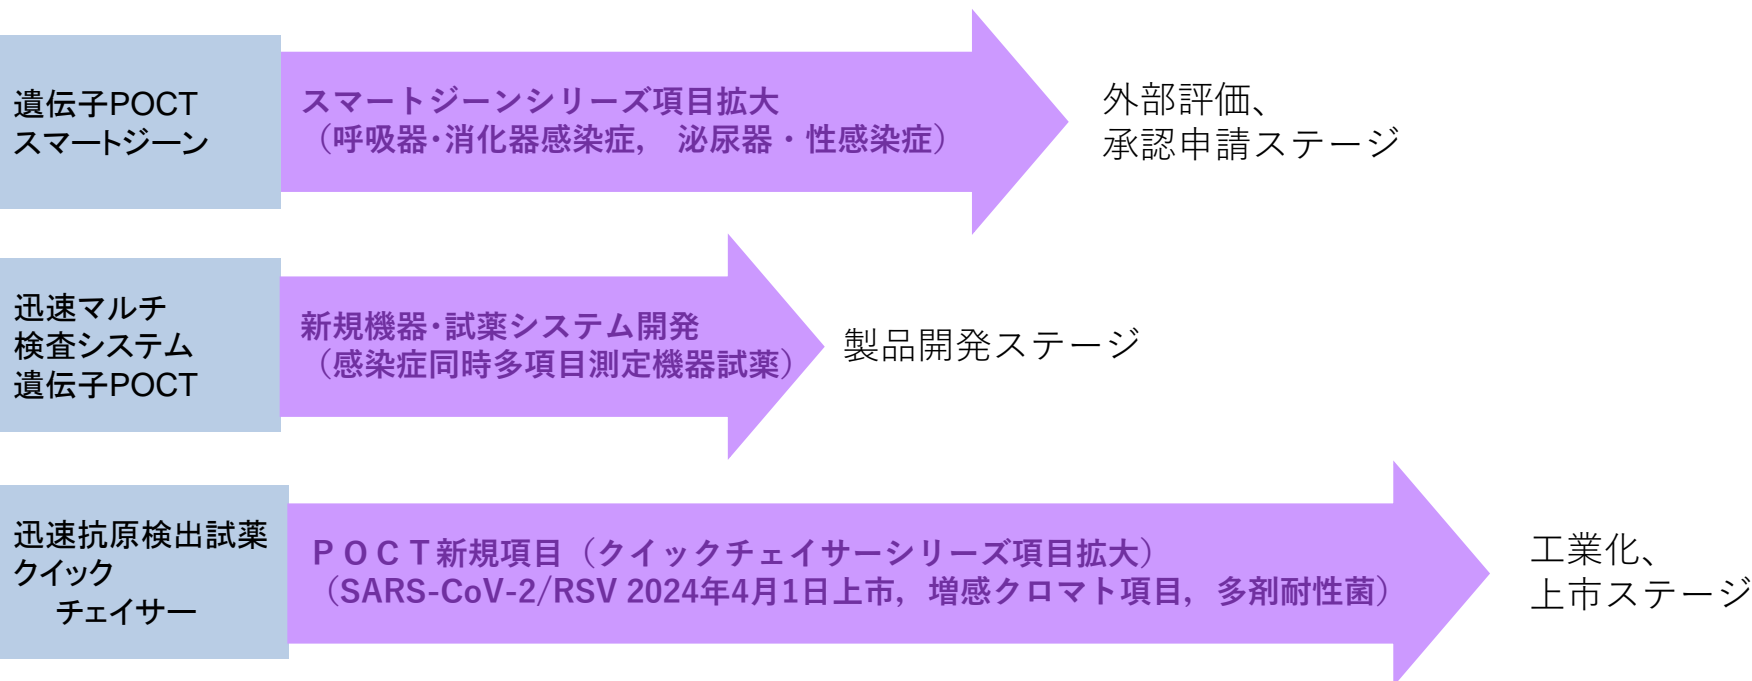 遺伝子POCT
スマートジーン
スマートジーンシリーズ項目拡大
（呼吸器･消化器感染症， 泌尿器・性感染症）
外部評価、
承認申請ステージ
迅速マルチ
検査システム
遺伝子POCT
新規機器･試薬システム開発
（感染症同時多項目測定機器試薬）
製品開発ステージ
迅速抗原検出試薬
クイック
チェイサー
ＰＯＣＴ新規項目（クイックチェイサーシリーズ項目拡大）
（SARS-CoV-2/RSV 2024年4月1日上市，増感クロマト項目，多剤耐性菌）
工業化、
上市ステージ